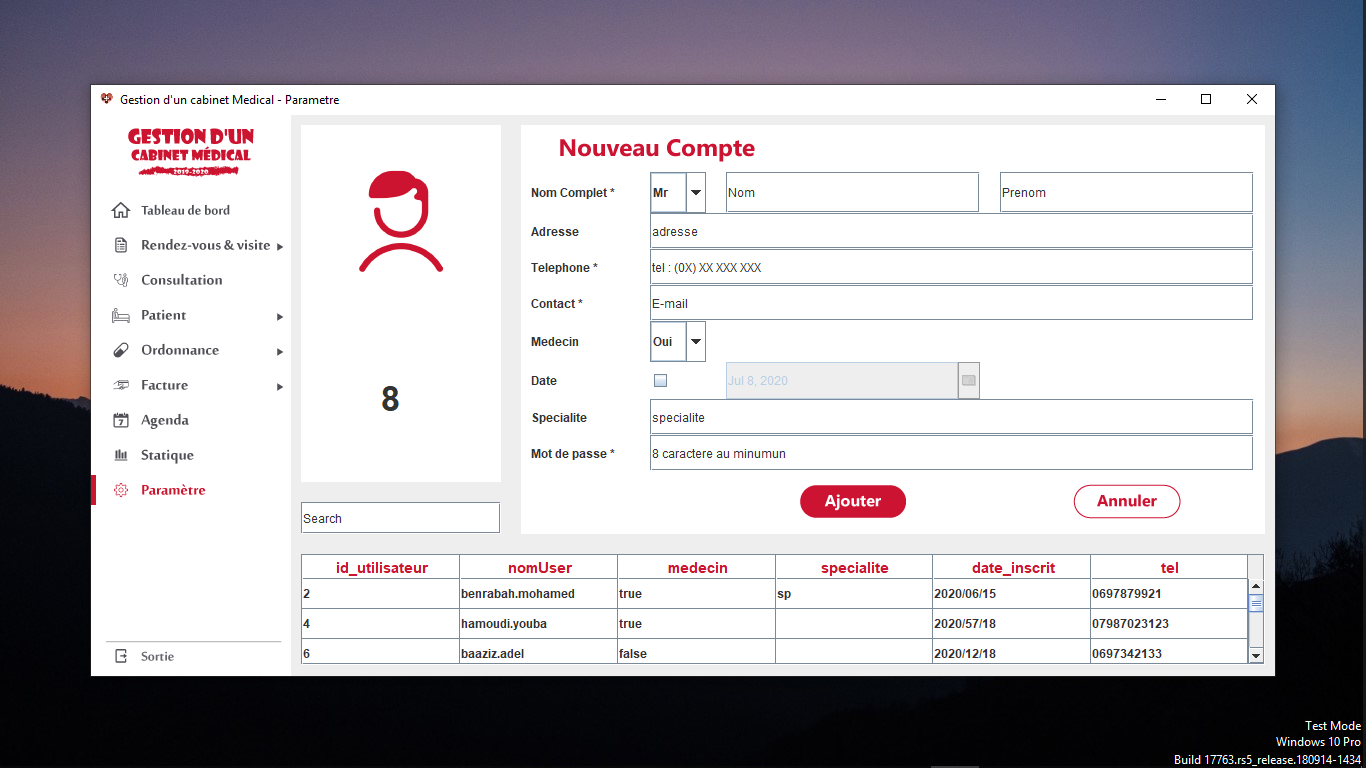 Gestion d'un cabinet Medical - Parametre
GESTION D'UN
CABINET MÉDICAL
2019-2020
Tableau de bord
Rendez-vous & visite
Consultation
Patient
Ordonnance
Facture
7
Agenda
Statique
Paramètre
Sortie
8
Search
Nouveau Compte
Nom Complet * Mr Nom Prenom
Adresse adresse
Telephone * tel : (0X) XX XXX XXX
Contact * E-mail
Medecin Oui
Date Jul 8, 2020
Specialite specialite
Mot de passe * 8 caractere au minumun
Ajouter Annuler
id_utilisateur nomUser medecin specialite date_inscrit tel
2 benrabah.mohamed true sp 2020/06/15 0697879921
4 hamoudi.youba true 2020/57/18 07987023123
6 baaziz.adel false 2020/12/18 0697342133
Test Mode
Windows 10 Pro
Build 17763.rs5_release.180914-1434